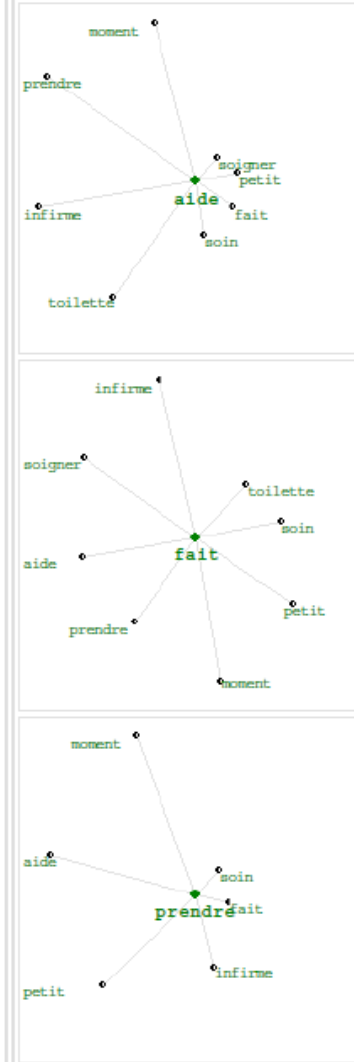 moment
prendre
soigner
petit
aide
infirme
fait
soin
toilette
infirme
soigner
toilette
soin
fait
aide
petit
prendre
moment
moment
aide
soin
prendre
fait
infirme
petit